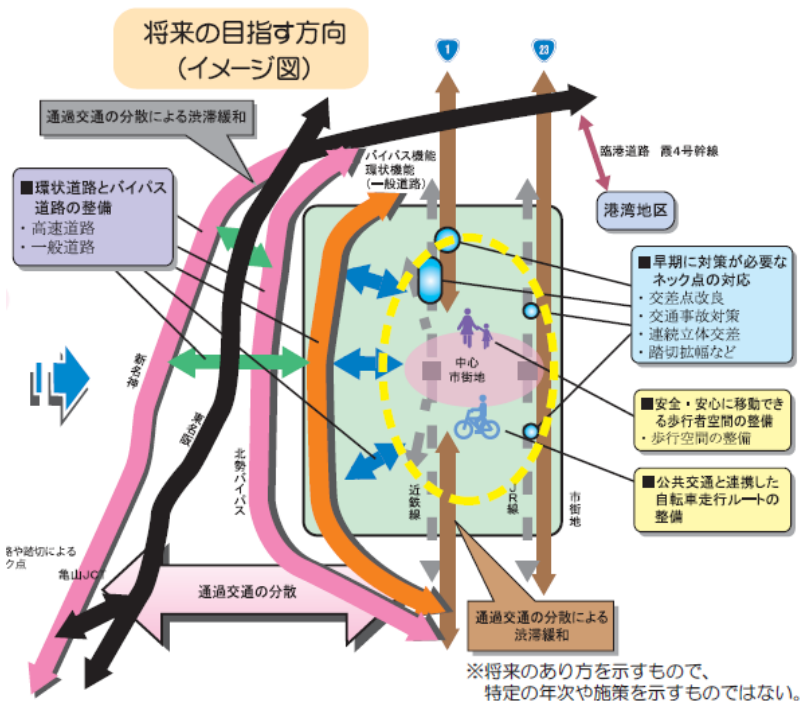 将来の目指す方向
（イメージ図）
1
23
通過交通の分散による渋滞緩和
バイパス機能
環状機能
（一般道路）
臨港道路 霞4号幹線
港湾地区
■環状道路とバイパス
道路の整備
・高速道路
・一般道路
■早期に対策が必要な
ネック点の対応
・交差点改良
・交通事故対策
・連続立体交差
・踏切拡幅など
中心
市街地
新名神
東名阪
北勢バイパス
■安全・安心に移動でき
る歩行者空間の整備
・歩行空間の整備
■公共交通と連携した
自転車走行ルートの
整備
近鉄線
JR線
市街地
路や踏切による
ク点
亀山JCT
通過交通の分散
通過交通の分散による
渋滞緩和
※将来のあり方を示すもので、
特定の年次や施策を示すものではない。